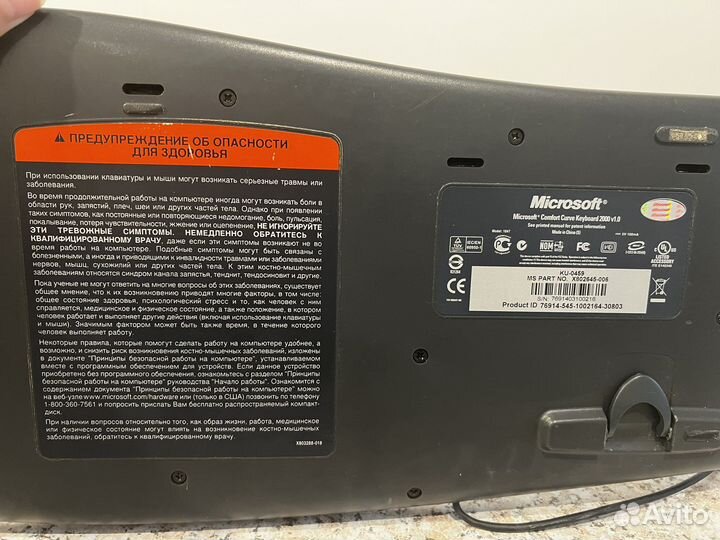 ПРЕДУПРЕЖДЕНИЕ ОБ ОПАСНОСТИ
ДЛЯ ЗДОРОВЬЯ
При использовании клавиатуры и мыши могут возникать серьезные травмы или
заболевания.
Во время продолжительной работы на компьютере иногда могут возникать боли в
области рук, запястий, плеч, шеи или других частей тела. Однако при появлении
таких симптомов, как постоянные или повторяющиеся недомогание, боль, пульсация,
покалывание, потеря чувствительности, жжение или оцепенение, НЕ ИГНОРИРУЙТЕ
ЭТИ ТРЕВОЖНЫЕ СИМПТОМЫ. НЕМЕДЛЕННО ОБРАТИТЕСЬ К
КВАЛИФИЦИРОВАННОМУ ВРАЧУ, даже если эти симптомы возникают не во
время работы на компьютере. Подобные симптомы могут быть связаны с
болезненными, а иногда и приводящими к инвалидности травмами или заболеваниями
нервов, мышц, сухожилий или других частей тела. К этим костно-мышечным
заболеваниям относятся синдром канала запястья, тендинит, тендосиновит и другие.
Пока ученые не могут ответить на многие вопросы об этих заболеваниях, существует
общее мнение, что к их возникновению приводят многие факторы, в том числе:
общее состояние здоровья, психологический стресс и то, как человек с ним
справляется, медицинское и физическое состояние, а также положение, в котором
человек работает и выполняет другие действия (включая использование клавиатуры
и мыши). Значимым фактором может быть также время, в течение которого
человек выполняет работу.
Некоторые правила, которые помогут сделать работу на компьютере удобнее, а
возможно, и снизить риск возникновения костно-мышечных заболеваний, изложены
в документе "Принципы безопасной работы на компьютере", устанавливаемом
вместе с программным обеспечением для устройств. Если данное устройство
приобретено без программного обеспечения, ознакомьтесь с разделом "Принципы
безопасной работы на компьютере" руководства "Начало работы". Ознакомиться с
содержанием документа "Принципы безопасной работы на компьютере" можно
на веб-узле www.microsoft.com/hardware или (только в США) позвонить по телефону
1-800-360-7561 и попросить прислать Вам бесплатно распространяемый компакт-
диск.
При наличии вопросов относительно того, как образ жизни, работа, медицинское
или физическое состояние могут влиять на возникновение костно-мышечных
заболеваний, обратитесь к квалифицированному врачу.
X803288-018
Microsoft®
Microsoft® Comfort Curve Keyboard 2000 v1.0
See printed manual for patent information
Made in China
KU-0459
MS PART NO. X802645-006
S/N: 7691403100216
Product ID 76914-545-1002164-30803
Avito